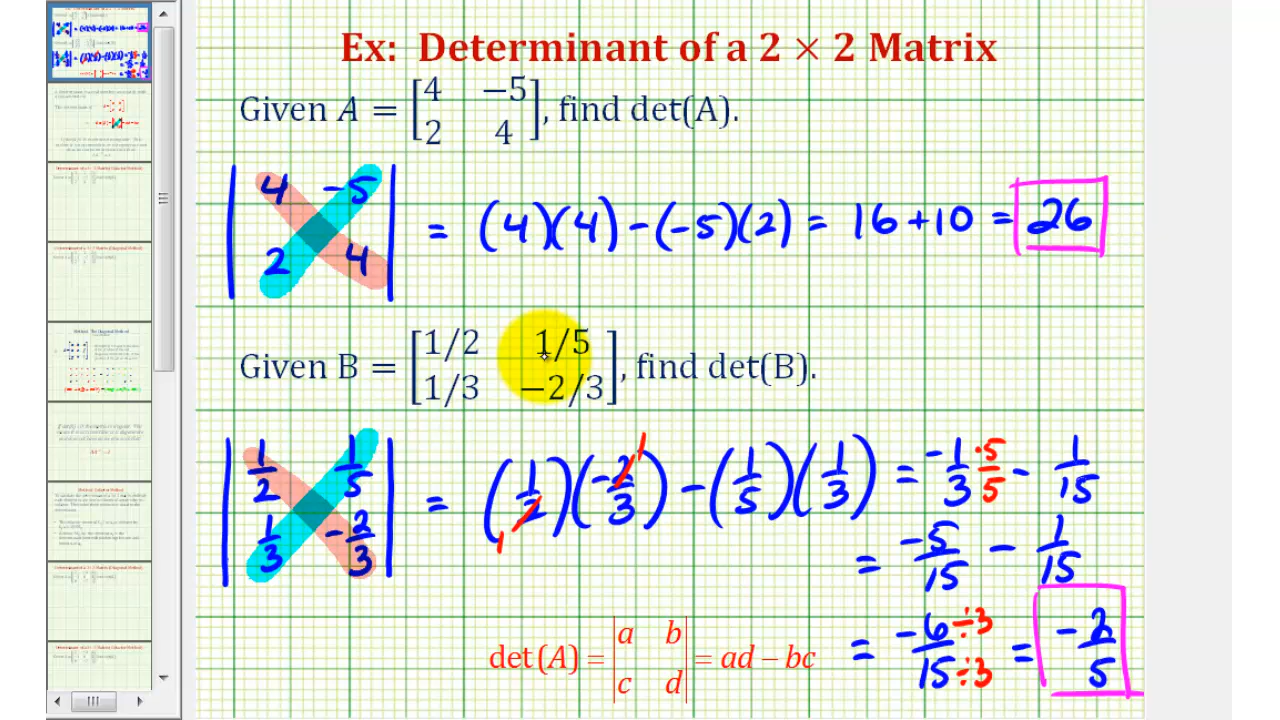 Ex: Determinant of a 2 × 2 Matrix
Given A = [4 −5
2 4], find det(A).
|4 −5
2 4| = (4)(4) − (−5)(2) = 16 + 10 = 26
Given B = [1/2 1/5
1/3 −2/3], find det(B).
|1/2 1/5
1/3 −2/3| = (1/2)(−2/3) − (1/5)(1/3) = −1/3 · 5/5 − 1/15
1 1
= −5/15 − 1/15
= −6÷3/15÷3 = −2/5
det(A) = |a b
c d| = ad − bc